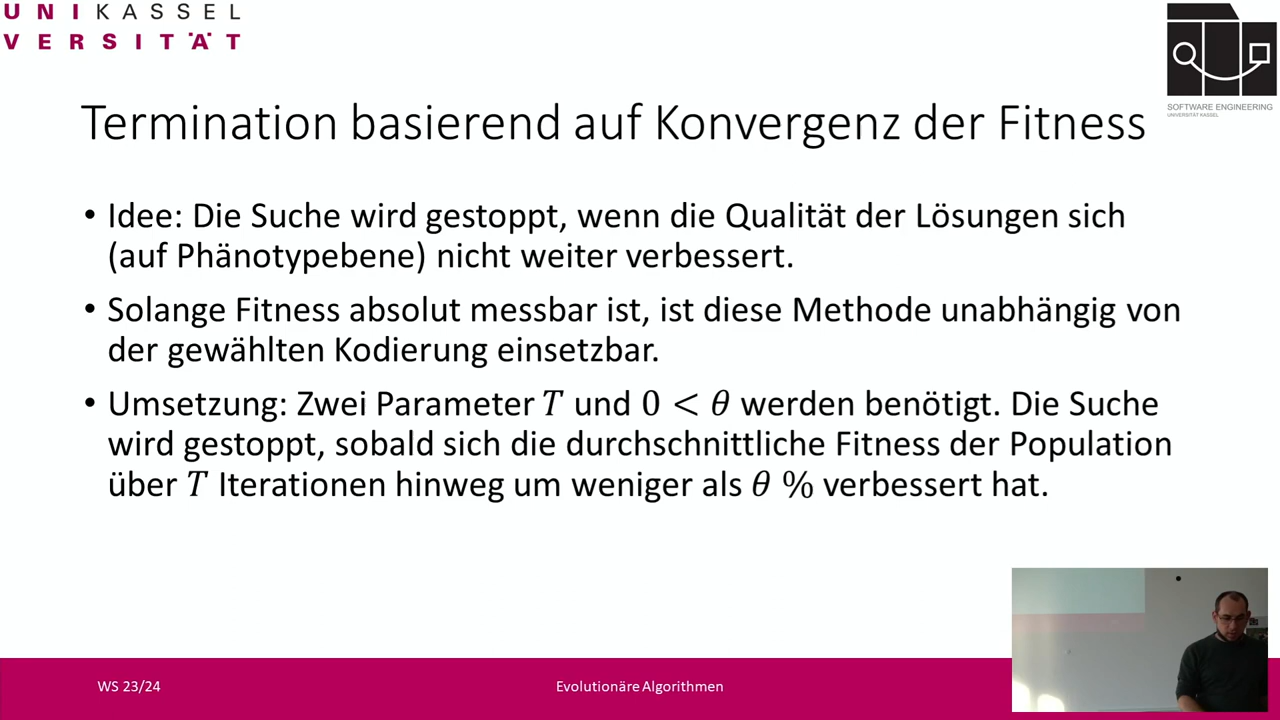 UNIKASSEL
VERSITÄT
SOFTWARE ENGINEERING
UNIVERSITÄT KASSEL
Termination basierend auf Konvergenz der Fitness
• Idee: Die Suche wird gestoppt, wenn die Qualität der Lösungen sich
(auf Phänotypebene) nicht weiter verbessert.
• Solange Fitness absolut messbar ist, ist diese Methode unabhängig von
der gewählten Kodierung einsetzbar.
• Umsetzung: Zwei Parameter T und 0 < θ werden benötigt. Die Suche
wird gestoppt, sobald sich die durchschnittliche Fitness der Population
über T Iterationen hinweg um weniger als θ % verbessert hat.
WS 23/24
Evolutionäre Algorithmen